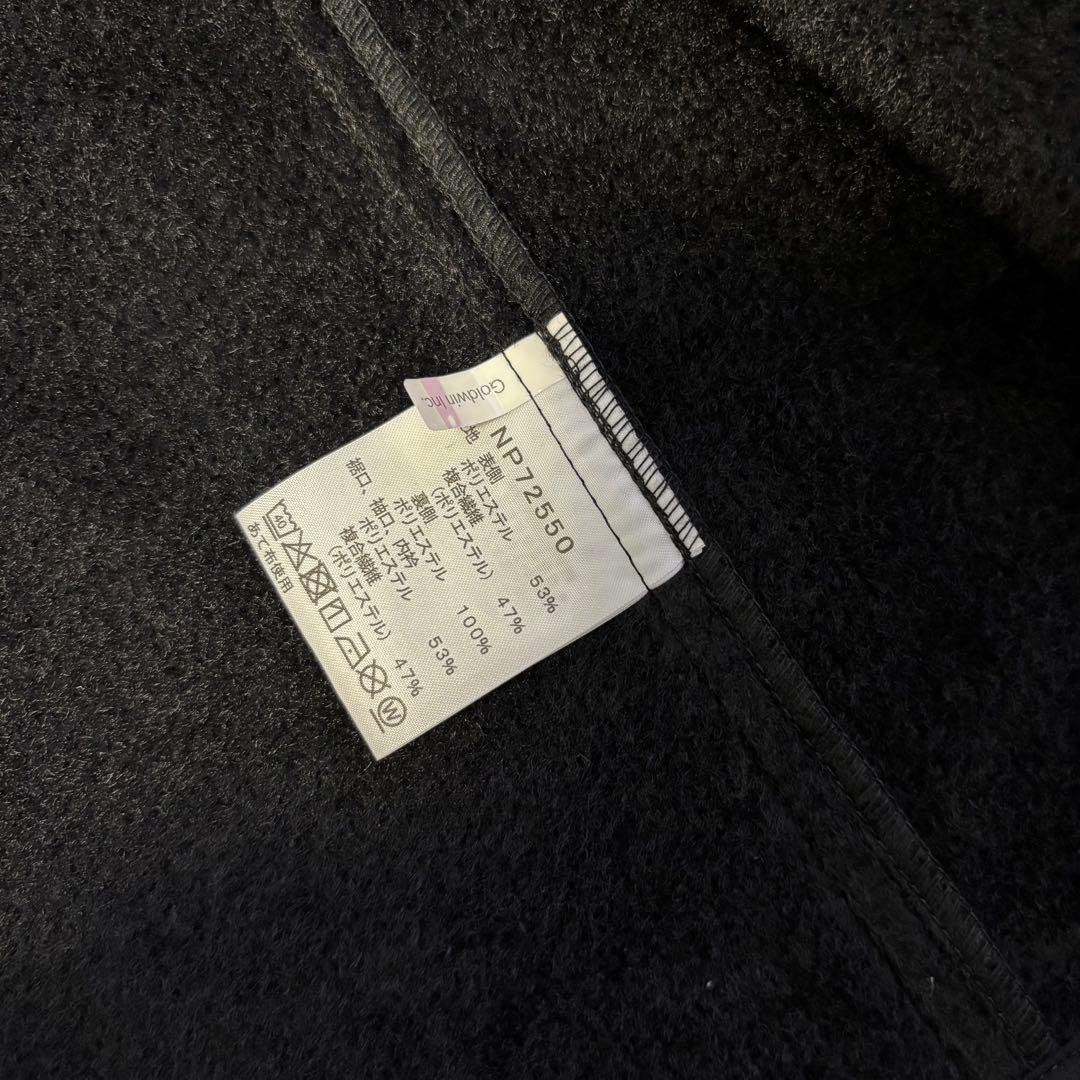 Goldwin Inc.
NP72550
地
表側
ポリエステル 53%
複合繊維
(ポリエステル) 47%
裏側
ポリエステル 100%
裾口、袖口、内衿
ポリエステル 53%
複合繊維
(ポリエステル) 47%
40
W
あて布使用